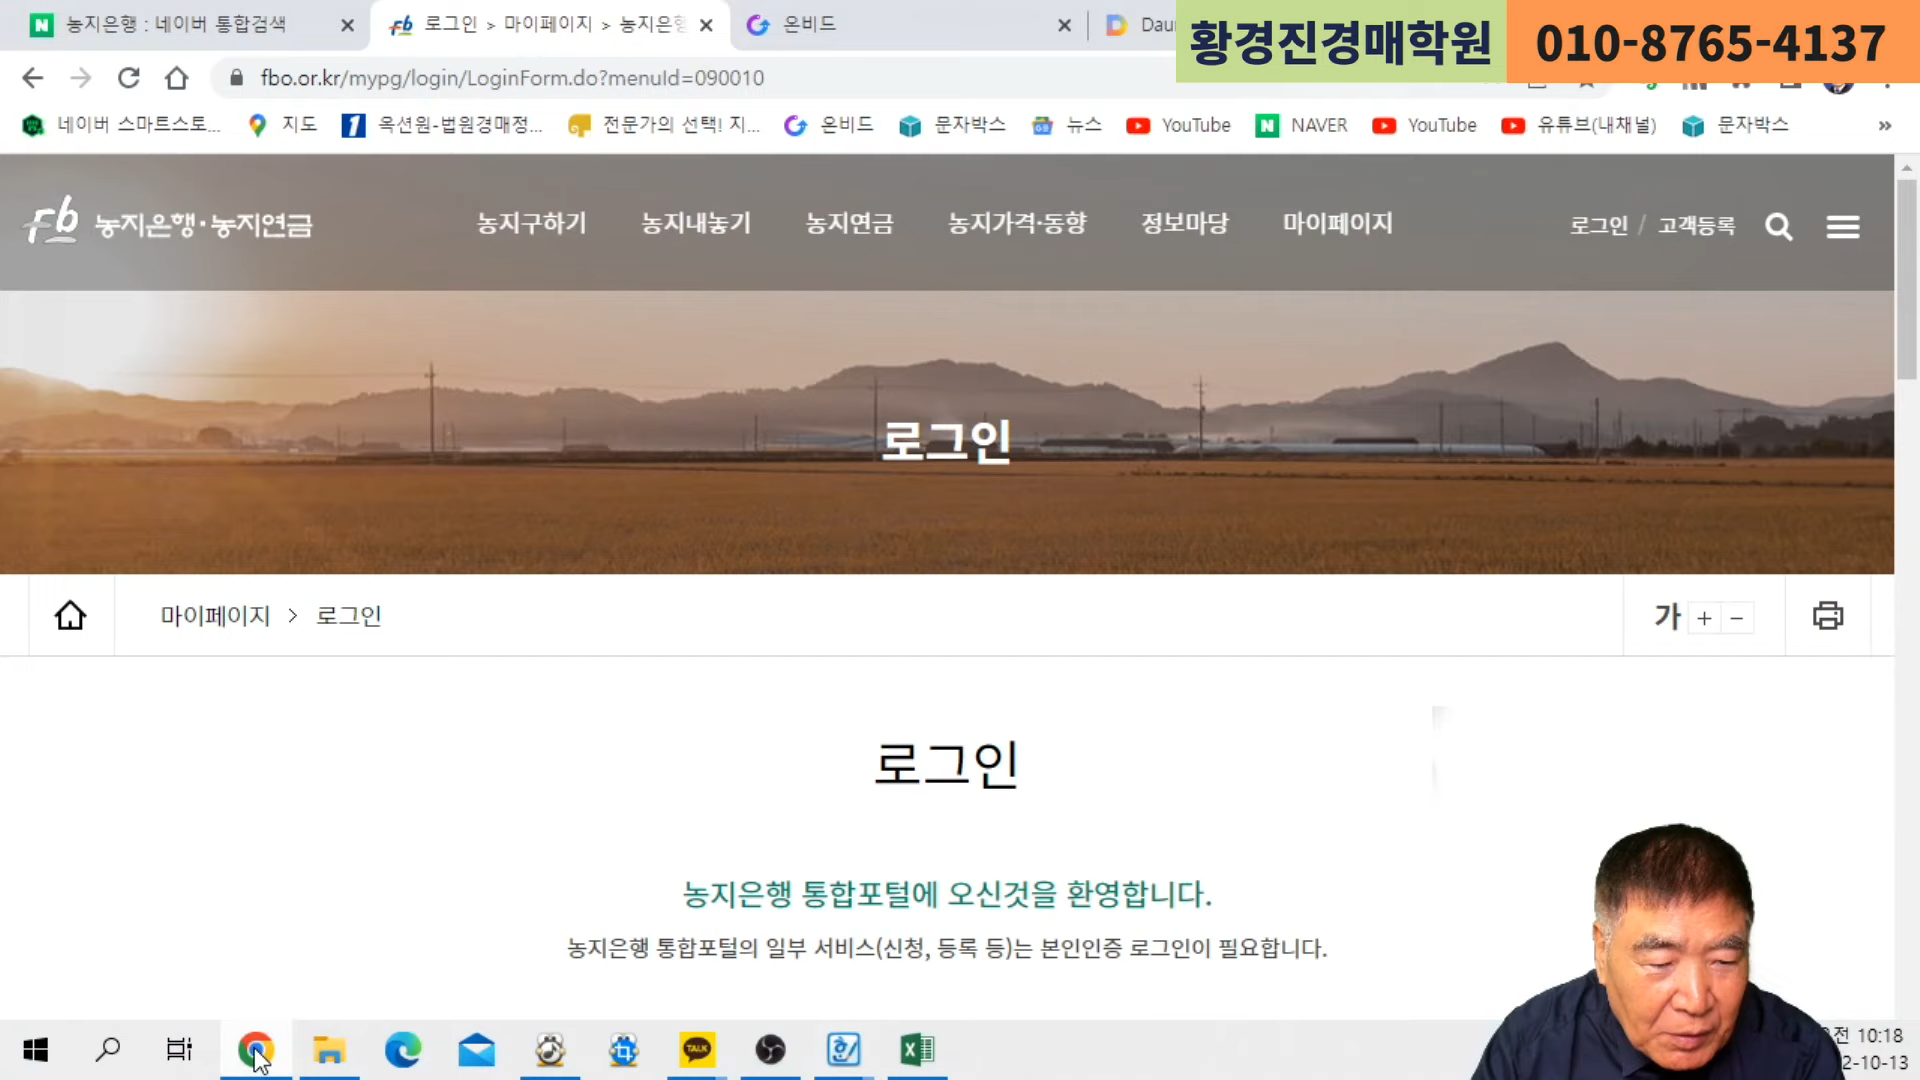 농지은행 : 네이버 통합검색
로그인 > 마이페이지 > 농지은행
온비드
Daum
황경진경매학원
010-8765-4137
fbo.or.kr/mypg/login/LoginForm.do?menuId=090010
네이버 스마트스토...
지도
옥션원-법원경매정...
전문가의 선택! 지...
온비드
문자박스
뉴스
YouTube
NAVER
YouTube
유튜브(내채널)
문자박스
»
fb 농지은행·농지연금
농지구하기
농지내놓기
농지연금
농지가격·동향
정보마당
마이페이지
로그인 / 고객등록
로그인
마이페이지 > 로그인
가 + −
로그인
농지은행 통합포털에 오신것을 환영합니다.
농지은행 통합포털의 일부 서비스(신청, 등록 등)는 본인인증 로그인이 필요합니다.
TALK
전 10:18
2-10-13